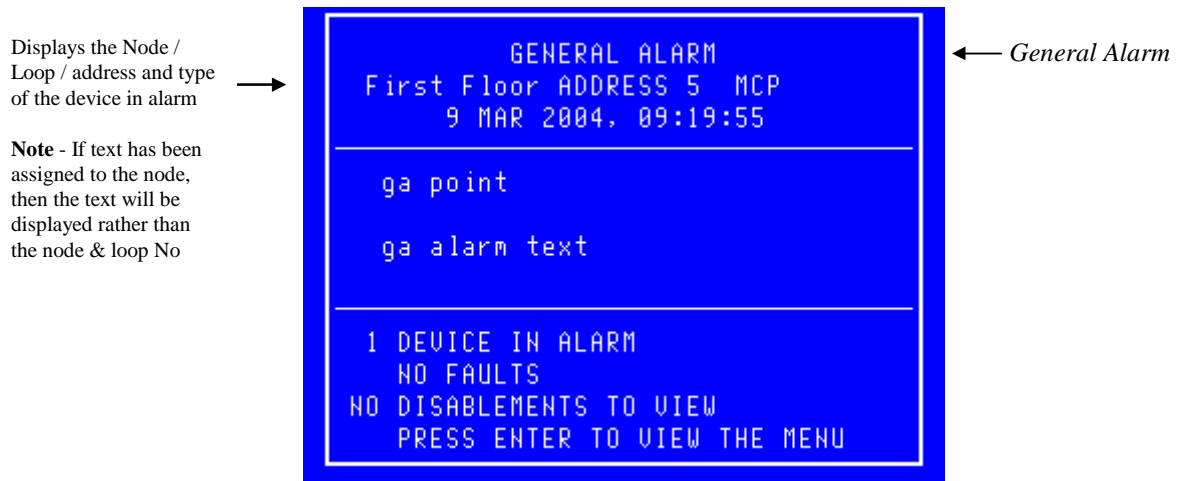 Displays the Node /
Loop / address and type
of the device in alarm
Note - If text has been
assigned to the node,
then the text will be
displayed rather than
the node & loop No
GENERAL ALARM
First Floor ADDRESS 5 MCP
9 MAR 2004, 09:19:55
ga point
ga alarm text
1 DEVICE IN ALARM
NO FAULTS
NO DISABLEMENTS TO VIEW
PRESS ENTER TO VIEW THE MENU
General Alarm